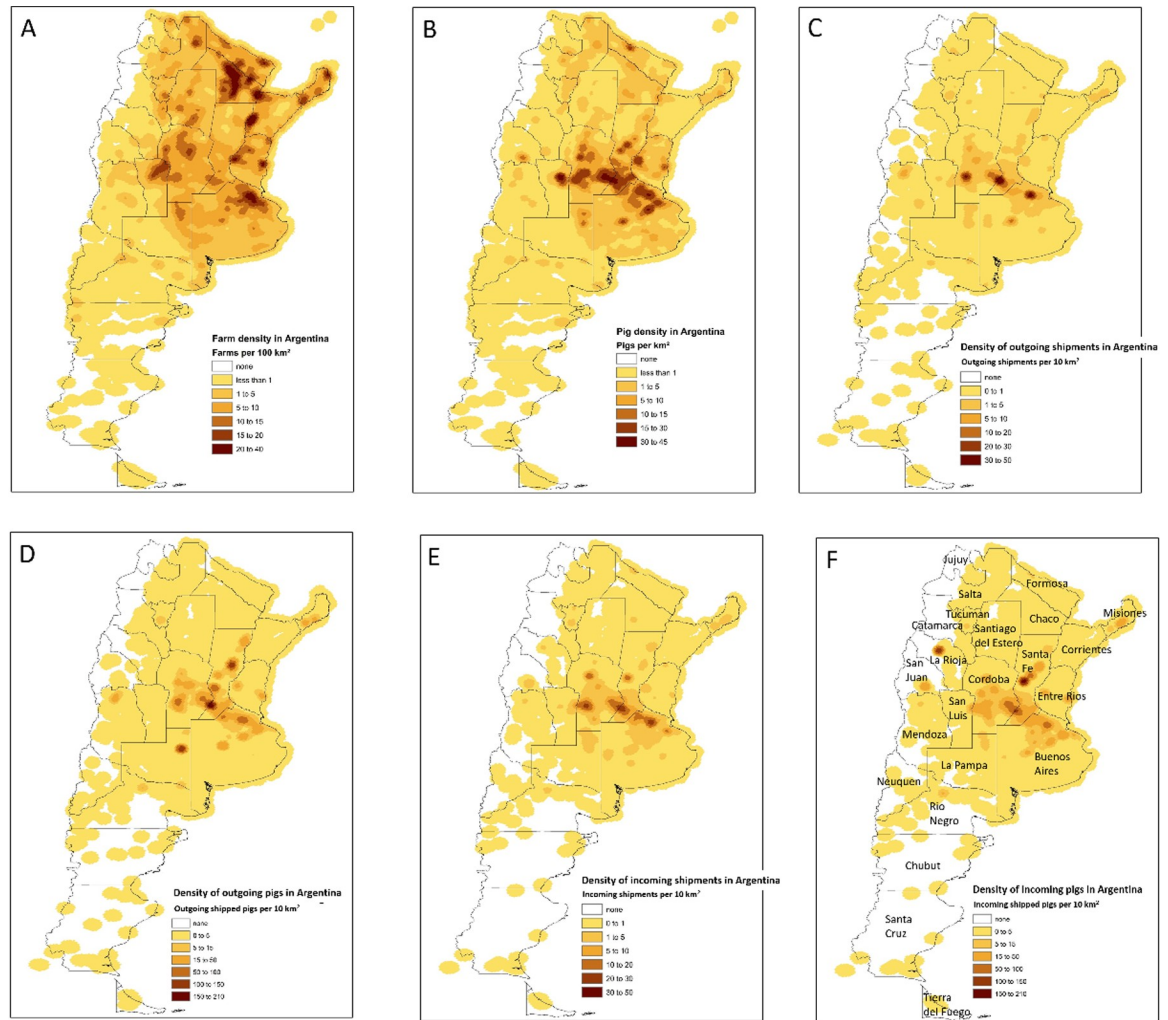 A
Farm density in Argentina
Farms per 100 km²
none
less than 1
1 to 5
5 to 10
10 to 15
15 to 20
20 to 40
B
Pig density in Argentina
Pigs per km²
none
less than 1
1 to 5
5 to 10
10 to 15
15 to 30
30 to 45
C
Density of outgoing shipments in Argentina
Outgoing shipments per 10 km²
none
0 to 1
1 to 5
5 to 10
10 to 20
20 to 30
30 to 50
D
Density of outgoing pigs in Argentina
Outgoing shipped pigs per 10 km²
none
0 to 5
5 to 15
15 to 50
50 to 100
100 to 150
150 to 210
E
Density of incoming shipments in Argentina
Incoming shipments per 10 km²
none
0 to 1
1 to 5
5 to 10
10 to 20
20 to 30
30 to 50
F
Jujuy
Formosa
Salta
Tucuman
Chaco
Misiones
Catamarca
Santiago
del Estero
Corrientes
Santa
Fe
La Rioja
San
Juan
Cordoba
Entre Rios
San
Luis
Mendoza
Buenos
Aires
La Pampa
Neuquen
Rio
Negro
Chubut
Santa
Cruz
Tierra
del Fuego
Density of incoming pigs in Argentina
Incoming shipped pigs per 10 km²
none
0 to 5
5 to 15
15 to 50
50 to 100
100 to 150
150 to 210